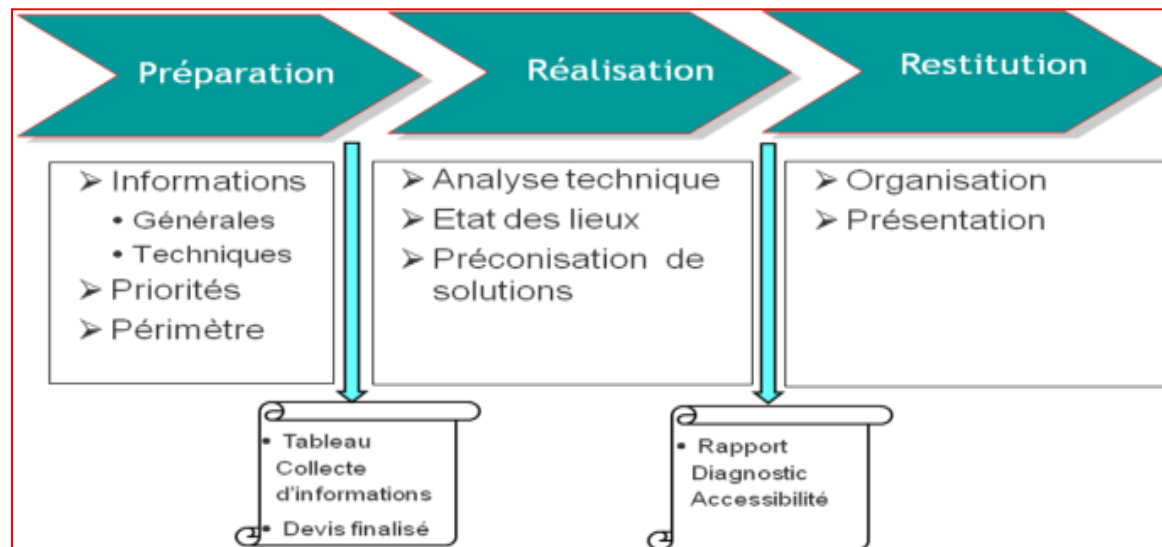 Préparation
Réalisation
Restitution
➢ Informations
• Générales
• Techniques
➢ Priorités
➢ Périmètre
➢ Analyse technique
➢ Etat des lieux
➢ Préconisation de
solutions
➢ Organisation
➢ Présentation
• Tableau
Collecte
d'informations
• Devis finalisé
• Rapport
Diagnostic
Accessibilité